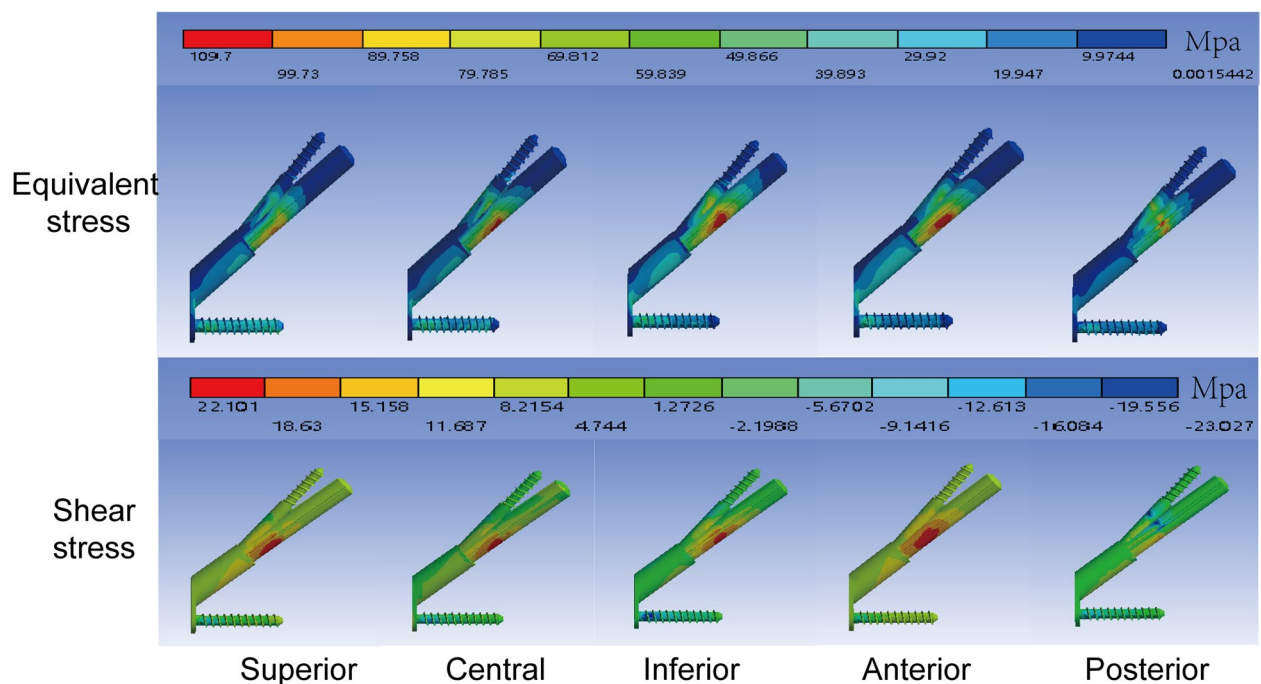 109.7 89.758 69.812 49.866 29.92 9.9744 Mpa
99.73 79.785 59.839 39.893 19.947 0.0015442
Equivalent
stress
22.101 15.158 8.2154 1.2726 -5.6702 -12.613 -19.556 Mpa
18.63 11.687 4.744 -2.1988 -9.1416 -16.084 -23.027
Shear
stress
Superior Central Inferior Anterior Posterior